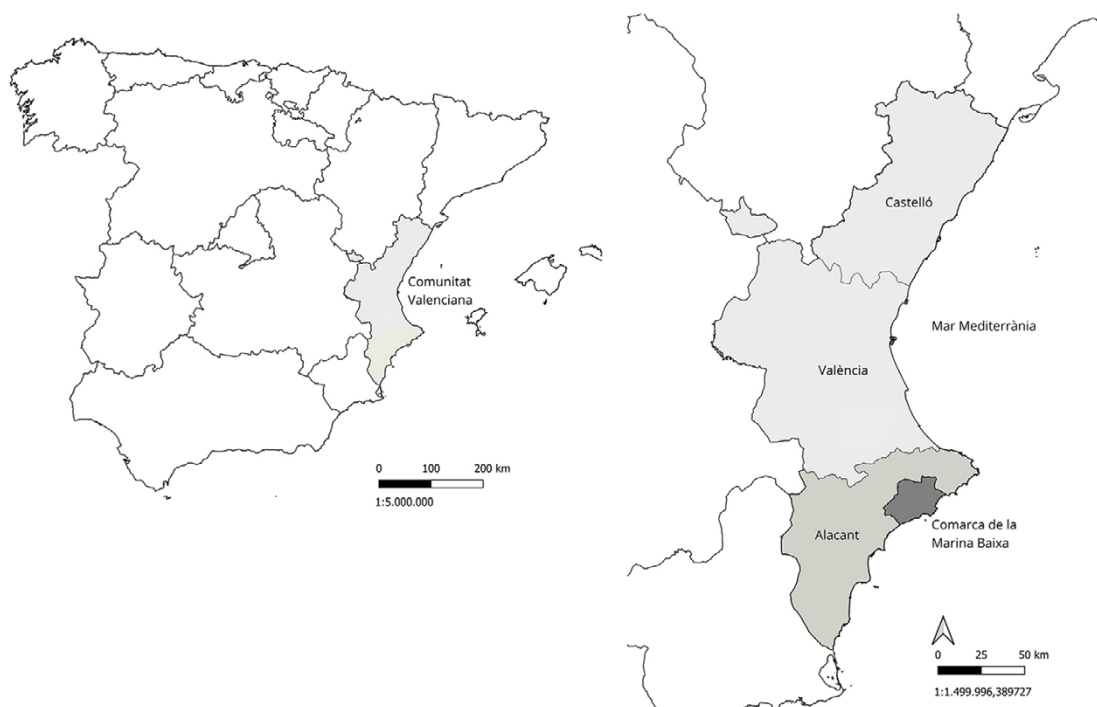 Comunitat
Valenciana
0 100 200 km
1:5.000.000
Castelló
Mar Mediterrània
València
Alacant
Comarca de la
Marina Baixa
0 25 50 km
1:1.499.996,389727